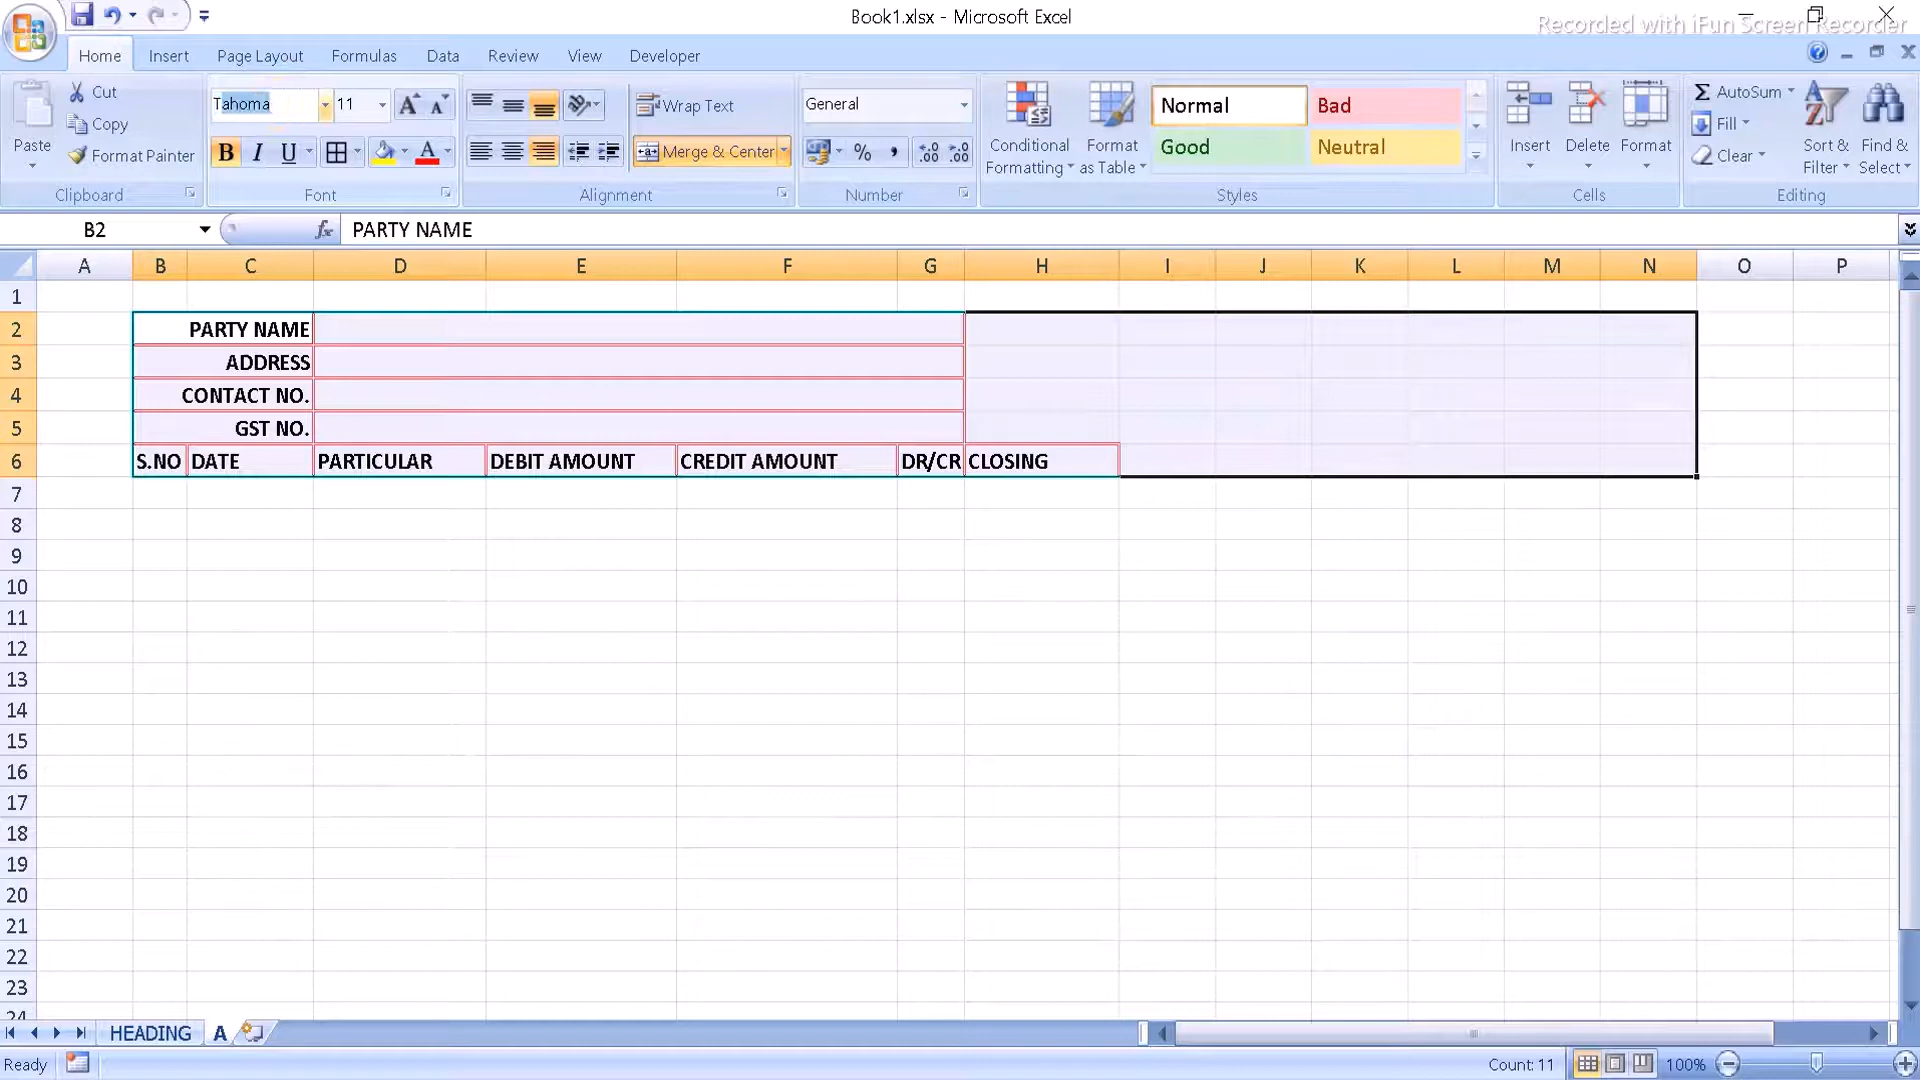 Book1.xlsx - Microsoft Excel
Recorded with iFun Screen Recorder
Home Insert Page Layout Formulas Data Review View Developer
Paste
Cut
Copy
Format Painter
Clipboard
Tahoma 11
B I U A
Font
Wrap Text
Merge & Center
Alignment
General
% ,
Number
Conditional Formatting
Format as Table
Normal Bad
Good Neutral
Styles
Insert Delete Format
Cells
Σ AutoSum
Fill
Clear
Sort & Filter
Find & Select
Editing
B2 fx PARTY NAME
A B C D E F G H I J K L M N O P
1
2 PARTY NAME
3 ADDRESS
4 CONTACT NO.
5 GST NO.
6 S.NO DATE PARTICULAR DEBIT AMOUNT CREDIT AMOUNT DR/CR CLOSING
7
8
9
10
11
12
13
14
15
16
17
18
19
20
21
22
23
24
HEADING A
Ready Count: 11 100%